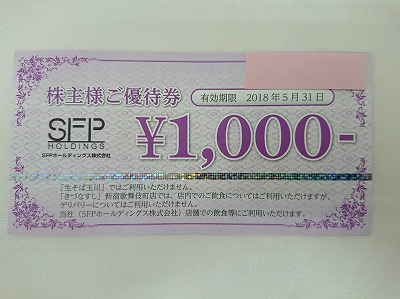 株主様ご優待券
有効期限 2018年5月31日
SFP
HOLDINGS
SFPホールディングス株式会社
¥1,000-
「生そば玉川」ではご利用いただけません。
「きづなすし」新宿歌舞伎町店では、店内でのご飲食についてはご利用いただけますが、
デリバリーについてはご利用いただけません。
当社（SFPホールディングス株式会社）店舗での飲食等にご利用いただけます。